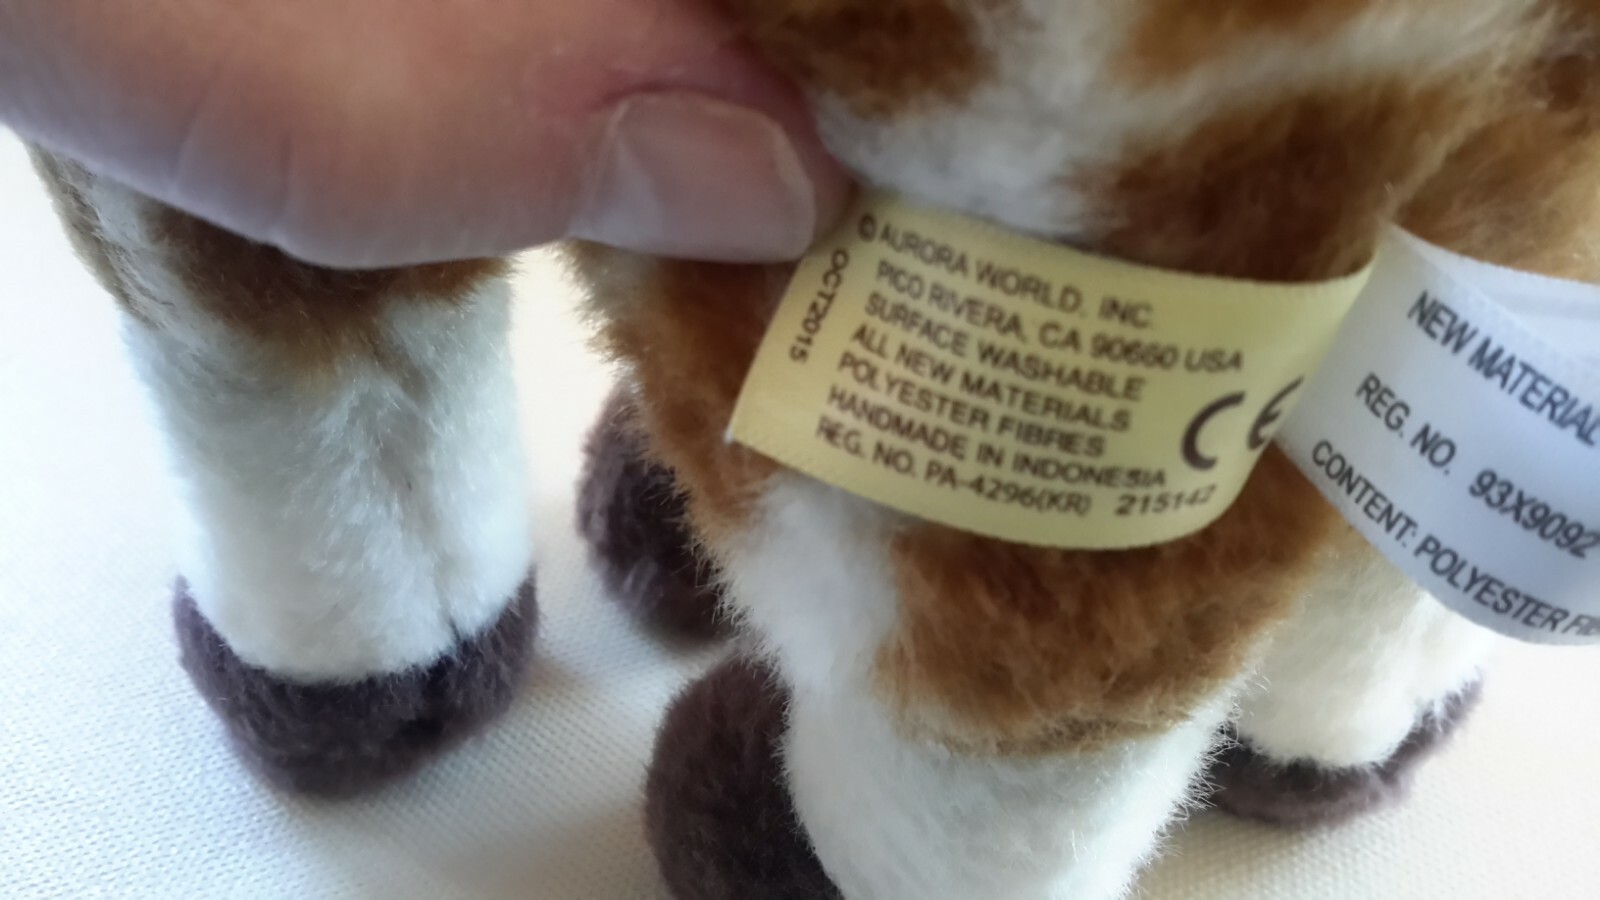 © AURORA WORLD, INC.
PICO RIVERA, CA 90660 USA
SURFACE WASHABLE
ALL NEW MATERIALS
POLYESTER FIBRES
HANDMADE IN INDONESIA
REG. NO. PA-4296(KR) 215142
OCT2015
CE
NEW MATERIAL
REG. NO. 93X9092
CONTENT: POLYESTER